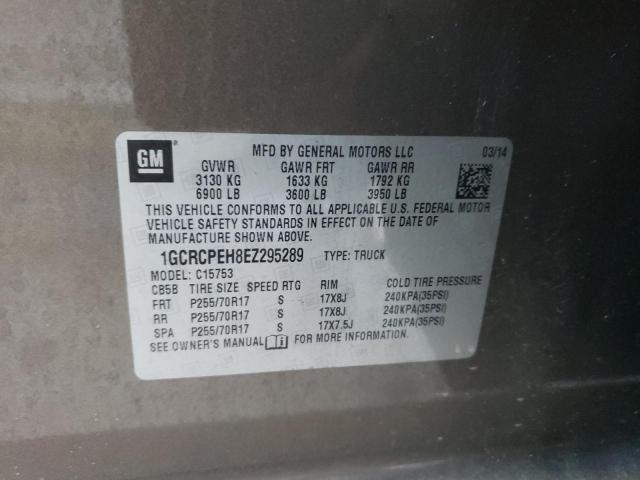 GM
MFD BY GENERAL MOTORS LLC 03/14
GVWR GAWR FRT GAWR RR
3130 KG 1633 KG 1792 KG
6900 LB 3600 LB 3950 LB
THIS VEHICLE CONFORMS TO ALL APPLICABLE U.S. FEDERAL MOTOR
VEHICLE SAFETY STANDARDS IN EFFECT ON THE DATE OF
MANUFACTURE SHOWN ABOVE.
1GCRCPEH8EZ295289 TYPE: TRUCK
MODEL: C15753
CB5B TIRE SIZE SPEED RTG RIM COLD TIRE PRESSURE
FRT P255/70R17 S 17X8J 240KPA(35PSI)
RR P255/70R17 S 17X8J 240KPA(35PSI)
SPA P255/70R17 S 17X7.5J 240KPA(35PSI)
SEE OWNER'S MANUAL FOR MORE INFORMATION.